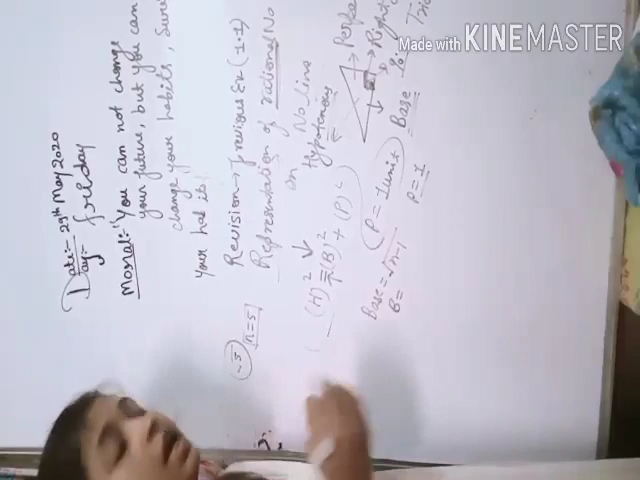 Made with KINEMASTER
Date:- 29th May 2020
Day:- friday
Moral:- "You can not change
your future, but you can
change your habits, Sure
your habits
Revision → Previous Ex (1.1)
Representation of rational No
on No line
√5
n=5
Hypotenuse
(H)² = (B)² + (P)²
Right
Base
(P = 1 unit)
Base = √n-1
P = 1
B =